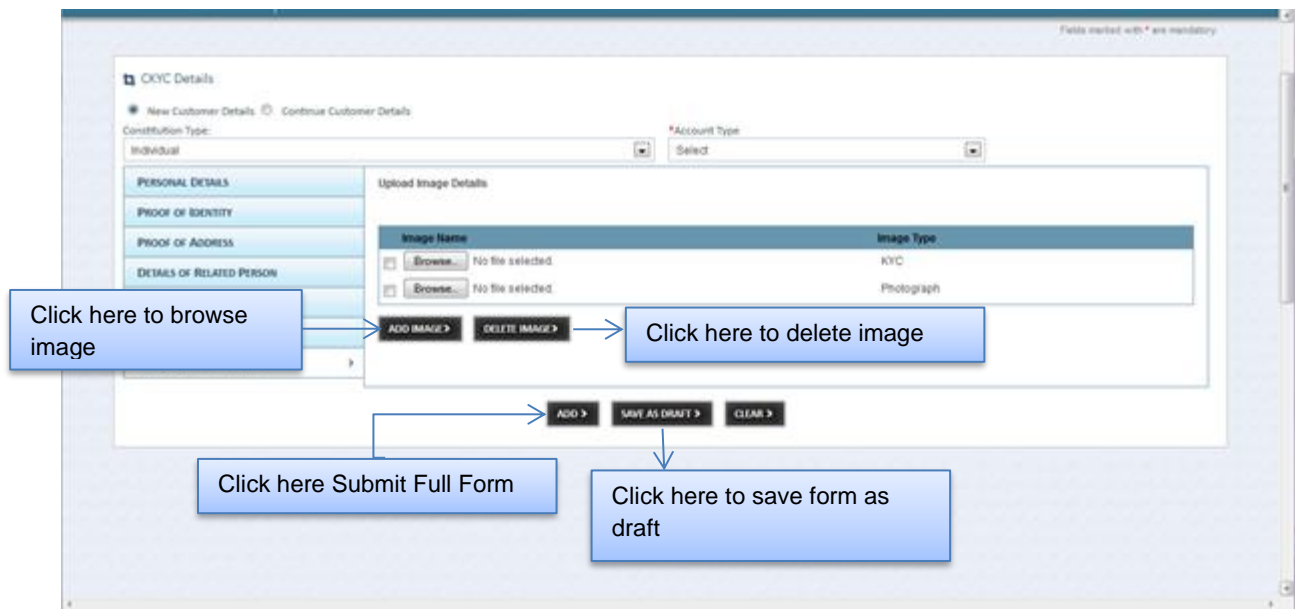 Fields marked with * are mandatory
CKYC Details
New Customer Details Continue Customer Details
Constitution Type:
*Account Type
Individual
Select
PERSONAL DETAILS
Upload Image Details
PROOF OF IDENTITY
PROOF OF ADDRESS
Image Name Image Type
Browse... No file selected. KYC
DETAILS OF RELATED PERSON
Browse... No file selected. Photograph
Click here to browse
image
ADD IMAGE > DELETE IMAGE >
Click here to delete image
ADD > SAVE AS DRAFT > CLEAR >
Click here Submit Full Form
Click here to save form as
draft